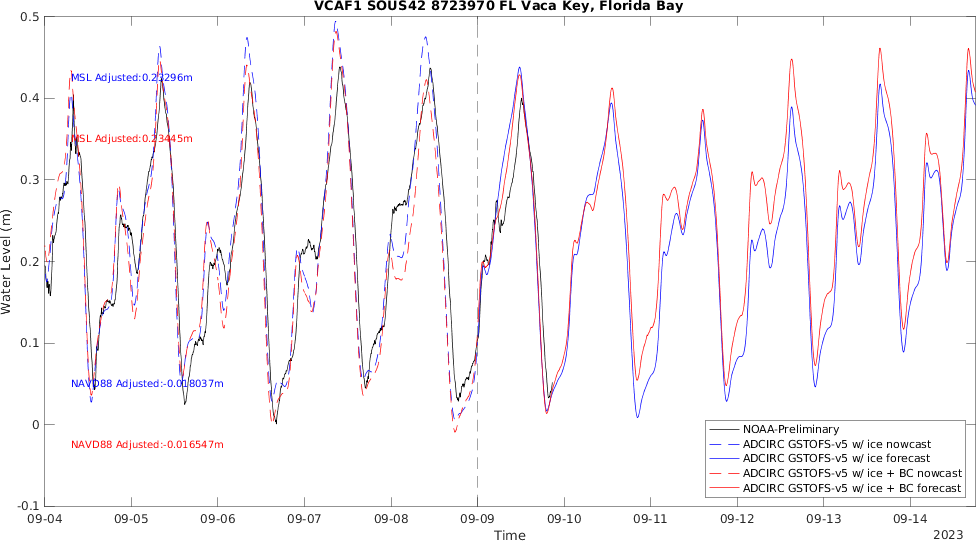 VCAF1 SOUS42 8723970 FL Vaca Key, Florida Bay
0.5
0.4
0.3
0.2
0.1
0
-0.1
Water Level (m)
MSL Adjusted:0.22296m
MSL Adjusted:0.23445m
NAVD88 Adjusted:-0.018037m
NAVD88 Adjusted:-0.016547m
NOAA-Preliminary
ADCIRC GSTOFS-v5 w/ ice nowcast
ADCIRC GSTOFS-v5 w/ ice forecast
ADCIRC GSTOFS-v5 w/ ice + BC nowcast
ADCIRC GSTOFS-v5 w/ ice + BC forecast
09-04 09-05 09-06 09-07 09-08 09-09 09-10 09-11 09-12 09-13 09-14
Time
2023